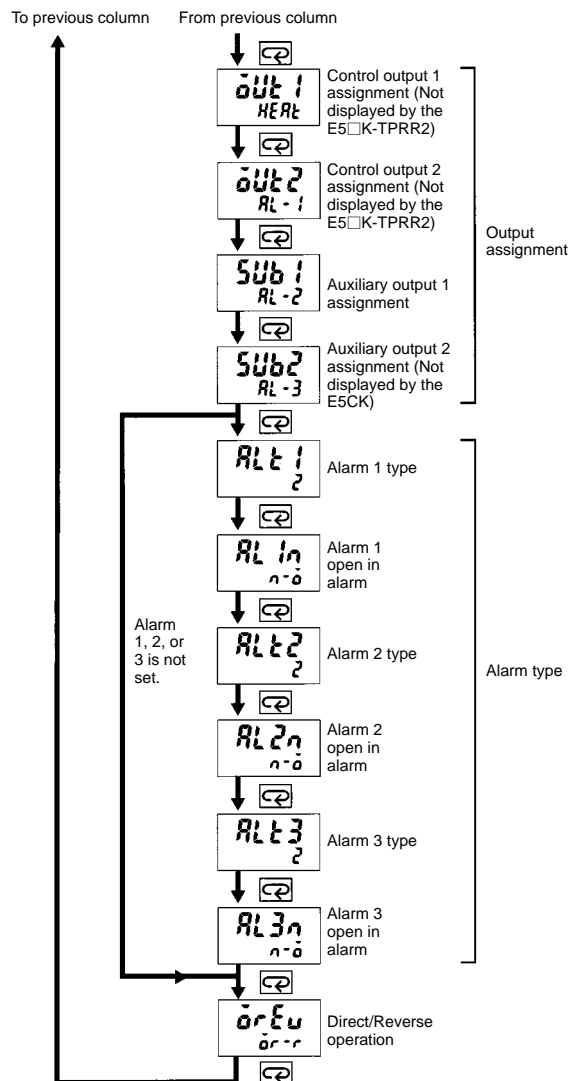 To previous column
From previous column
out1
HEAt
Control output 1
assignment (Not
displayed by the
E5□K-TPRR2)
out2
AL-1
Control output 2
assignment (Not
displayed by the
E5□K-TPRR2)
SUb1
AL-2
Auxiliary output 1
assignment
SUb2
AL-3
Auxiliary output 2
assignment (Not
displayed by the
E5CK)
Output
assignment
ALt1
2
Alarm 1 type
AL1n
n-o
Alarm 1
open in
alarm
Alarm
1, 2, or
3 is not
set.
ALt2
2
Alarm 2 type
AL2n
n-o
Alarm 2
open in
alarm
ALt3
2
Alarm 3 type
AL3n
n-o
Alarm 3
open in
alarm
Alarm type
orEv
or-r
Direct/Reverse
operation